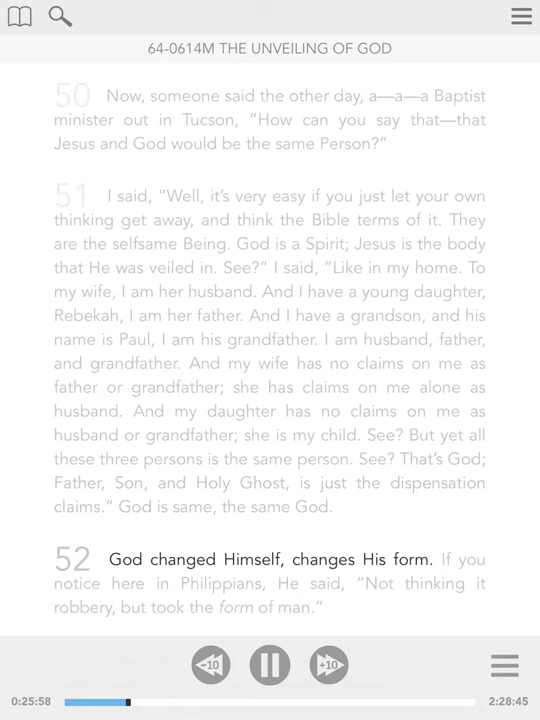 64-0614M THE UNVEILING OF GOD
50 Now, someone said the other day, a—a—a Baptist
minister out in Tucson, “How can you say that—that
Jesus and God would be the same Person?”
51 I said, “Well, it’s very easy if you just let your own
thinking get away, and think the Bible terms of it. They
are the selfsame Being. God is a Spirit; Jesus is the body
that He was veiled in. See?” I said, “Like in my home. To
my wife, I am her husband. And I have a young daughter,
Rebekah, I am her father. And I have a grandson, and his
name is Paul, I am his grandfather. I am husband, father,
and grandfather. And my wife has no claims on me as
father or grandfather; she has claims on me alone as
husband. And my daughter has no claims on me as
husband or grandfather; she is my child. See? But yet all
these three persons is the same person. See? That’s God;
Father, Son, and Holy Ghost, is just the dispensation
claims.” God is same, the same God.
52 God changed Himself, changes His form. If you
notice here in Philippians, He said, “Not thinking it
robbery, but took the form of man.”
-10
+10
0:25:58
2:28:45